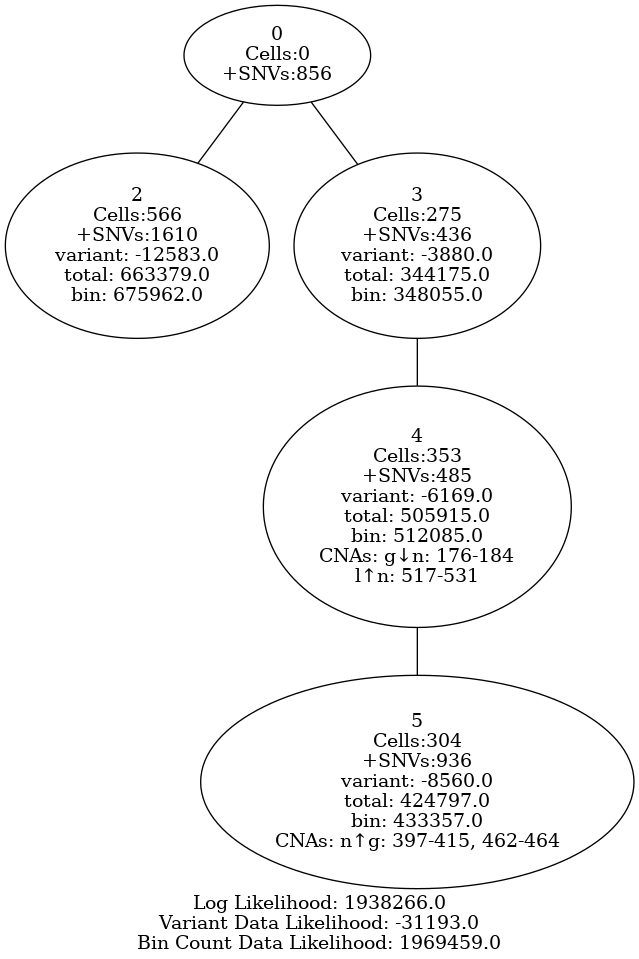 0
Cells:0
+SNVs:856
2
Cells:566
+SNVs:1610
variant: -12583.0
total: 663379.0
bin: 675962.0
3
Cells:275
+SNVs:436
variant: -3880.0
total: 344175.0
bin: 348055.0
4
Cells:353
+SNVs:485
variant: -6169.0
total: 505915.0
bin: 512085.0
CNAs: g↓n: 176-184
l↑n: 517-531
5
Cells:304
+SNVs:936
variant: -8560.0
total: 424797.0
bin: 433357.0
CNAs: n↑g: 397-415, 462-464
Log Likelihood: 1938266.0
Variant Data Likelihood: -31193.0
Bin Count Data Likelihood: 1969459.0